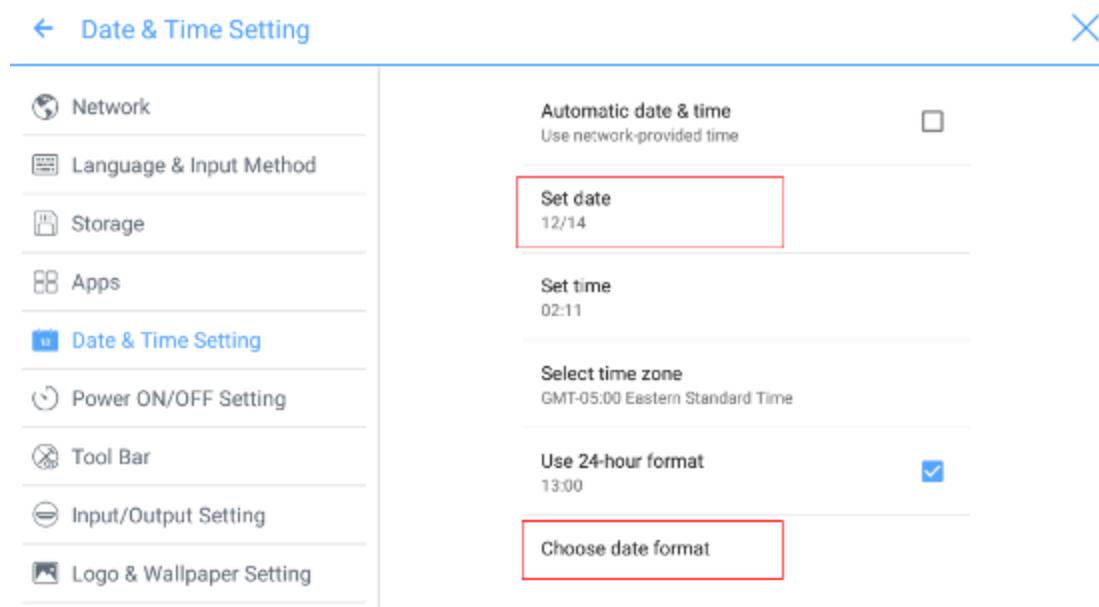 Date & Time Setting
Network
Language & Input Method
Storage
Apps
Date & Time Setting
Power ON/OFF Setting
Tool Bar
Input/Output Setting
Logo & Wallpaper Setting
Automatic date & time
Use network-provided time
Set date
12/14
Set time
02:11
Select time zone
GMT-05:00 Eastern Standard Time
Use 24-hour format
13:00
Choose date format